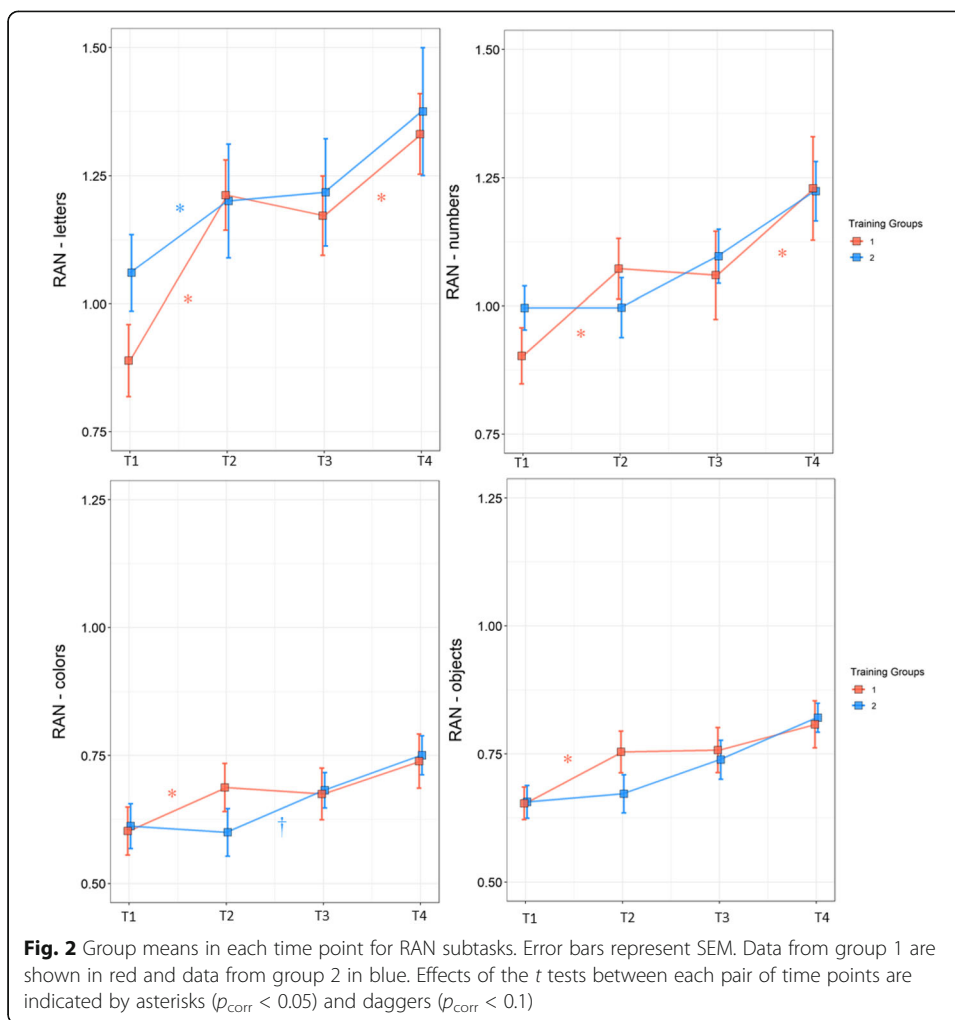 1.50
1.25
1.00
0.75
RAN - letters
*
*
*
T1 T2 T3 T4
1.50
1.25
1.00
0.75
RAN - numbers
*
*
T1 T2 T3 T4
Training Groups
1
2
1.25
1.00
0.75
0.50
RAN - colors
*
†
T1 T2 T3 T4
1.25
1.00
0.75
0.50
RAN - objects
*
T1 T2 T3 T4
Training Groups
1
2
Fig. 2 Group means in each time point for RAN subtasks. Error bars represent SEM. Data from group 1 are
shown in red and data from group 2 in blue. Effects of the t tests between each pair of time points are
indicated by asterisks (pcorr < 0.05) and daggers (pcorr < 0.1)